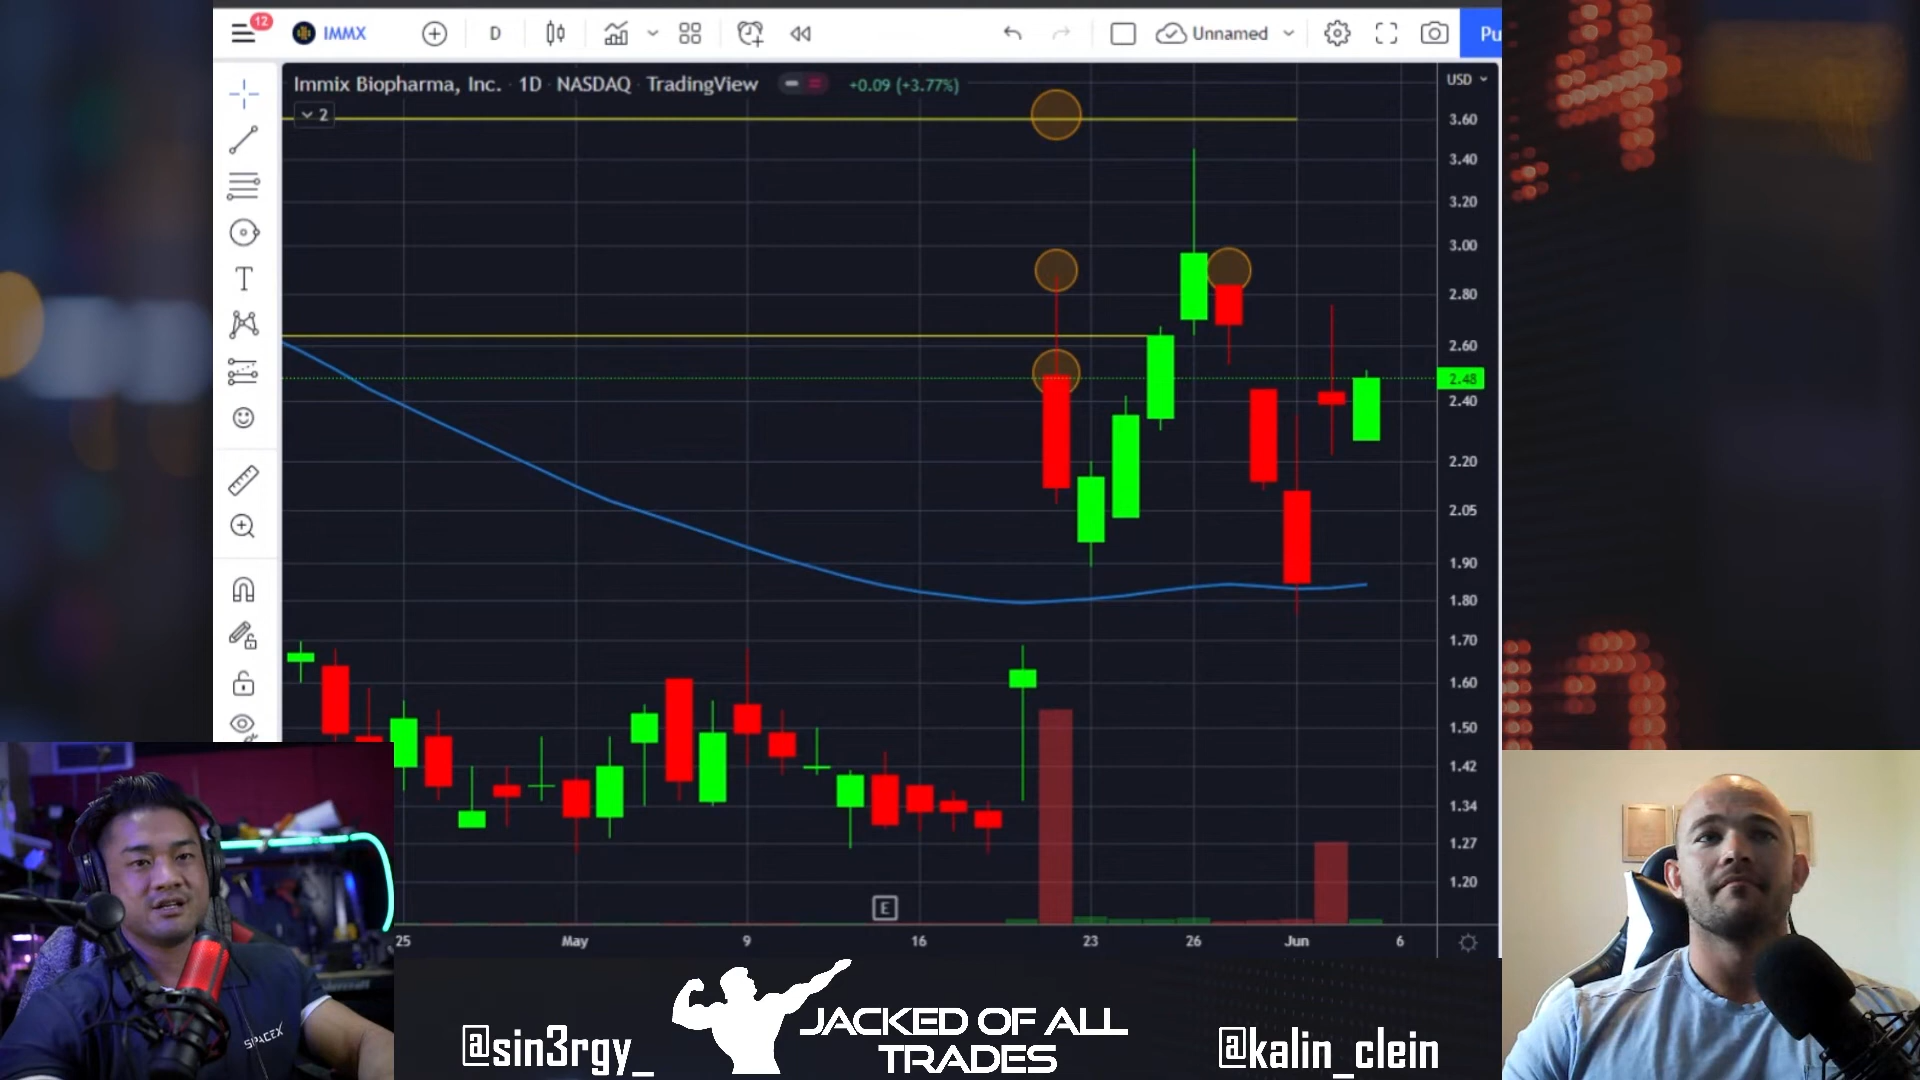 12
IMMX
D
Unnamed
Pu
Immix Biopharma, Inc. 1D NASDAQ TradingView +0.09 (+3.77%)
2
USD
3.60
3.40
3.20
3.00
2.80
2.60
2.48
2.40
2.20
2.05
1.90
1.80
1.70
1.60
1.50
1.42
1.34
1.27
1.20
T
E
25 May 9 16 23 26 Jun 6
SPACEX
@sin3rgy_
JACKED OF ALL
TRADES
@kalin_clein